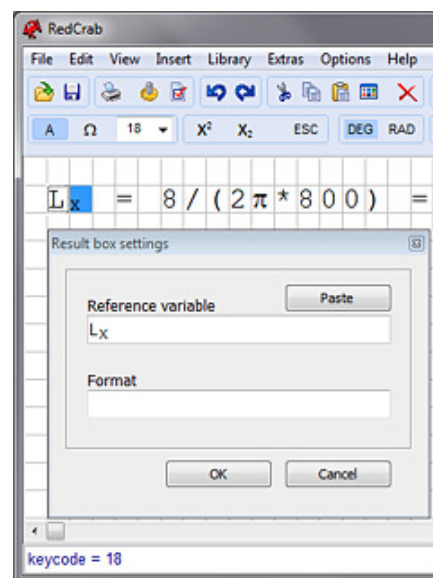 RedCrab
File Edit View Insert Library Extras Options Help
A Ω 18 X² X₂ ESC DEG RAD
Lₓ = 8/(2π*800) =
Result box settings
Reference variable Paste
Lₓ
Format
OK Cancel
keycode = 18